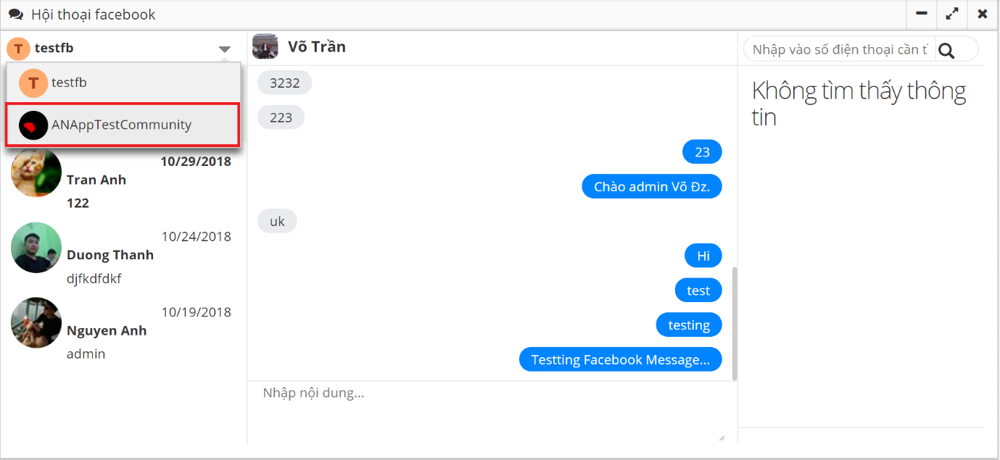 Hội thoại facebook
T testfb
T testfb
ANAppTestCommunity
10/29/2018
Tran Anh
122
10/24/2018
Duong Thanh
djfkdfdkf
10/19/2018
Nguyen Anh
admin
Võ Trần
3232
223
23
Chào admin Võ Đz.
uk
Hi
test
testing
Testting Facebook Message...
Nhập nội dung...
Nhập vào số điện thoại cần t
Không tìm thấy thông
tin